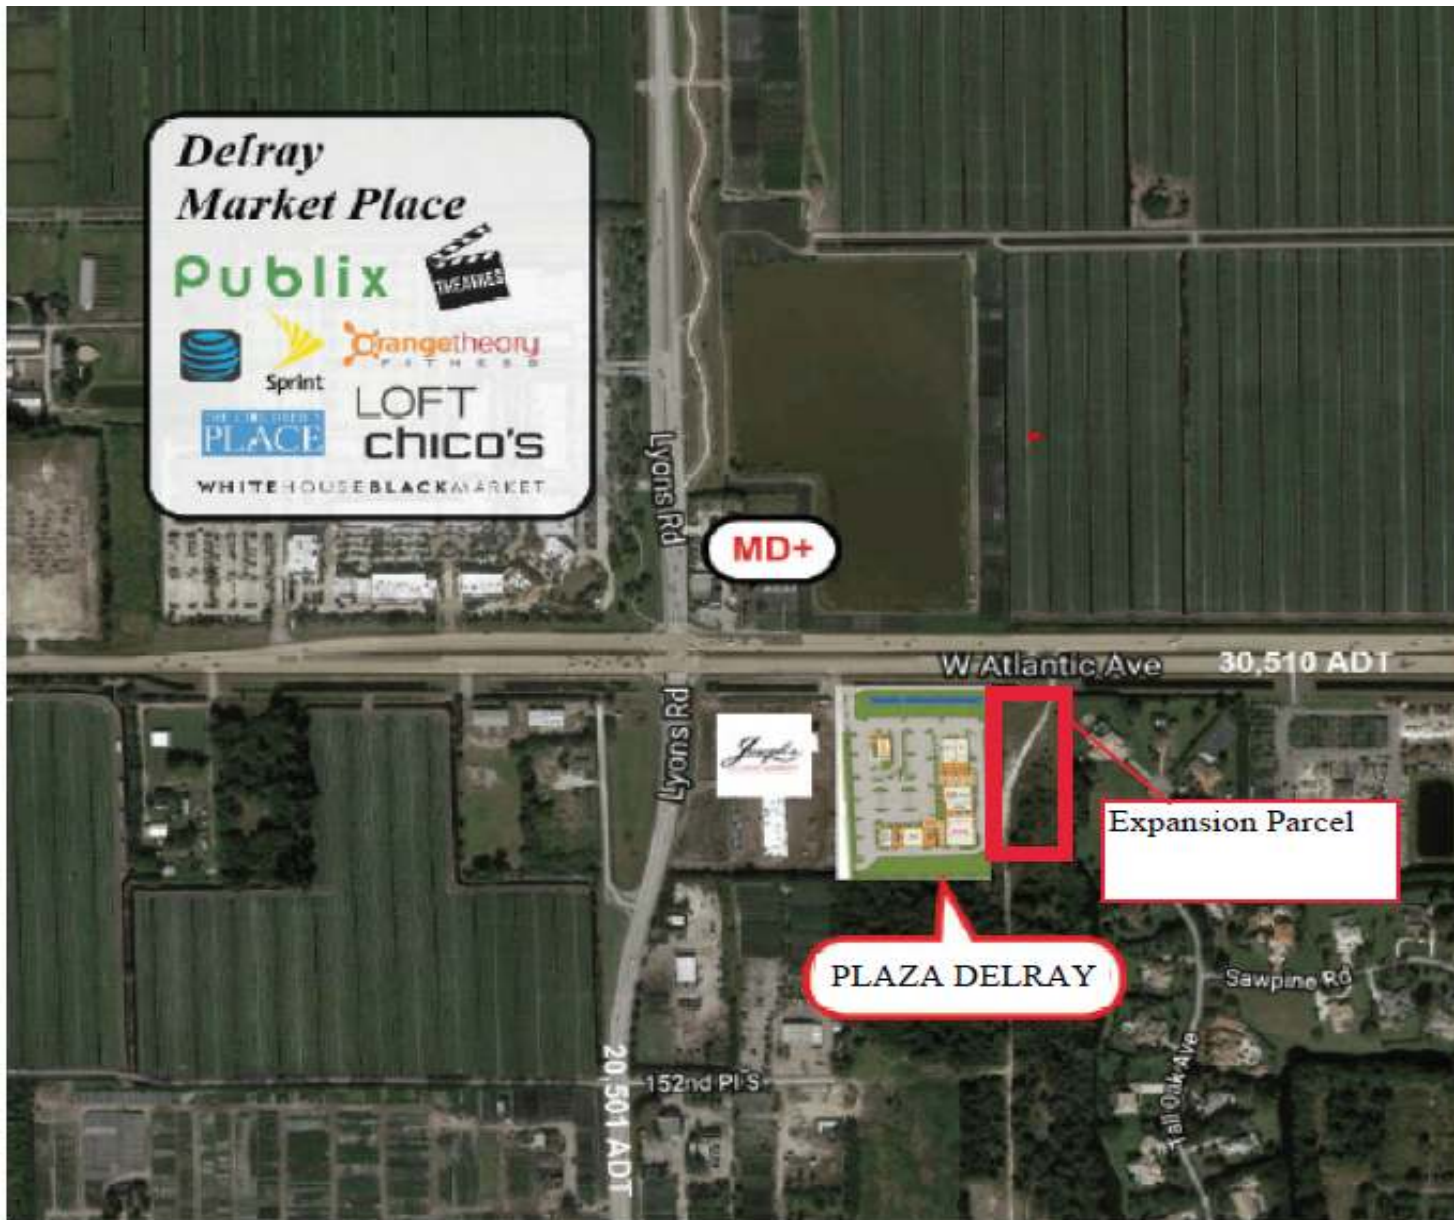 Delray
Market Place
Publix
THEATRES
Sprint
Orangetheory
FITNESS
PLACE
LOFT
chico's
WHITEHOUSEBLACKMARKET
Lyons Rd
MD+
W Atlantic Ave
30,510 ADT
Lyons Rd
Joseph's
Expansion Parcel
PLAZA DELRAY
Sawpine RD
Tall Oak Ave
152nd Pl S
20,501 ADT